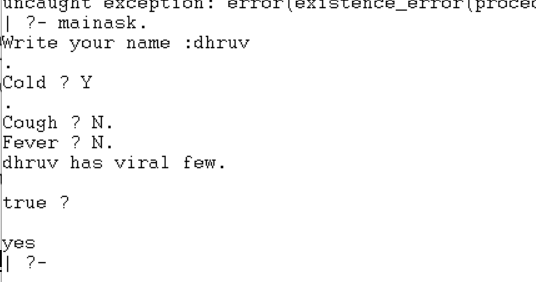 uncaught exception: error(existence_error(proced
| ?- mainask.
Write your name :dhruv
.
Cold ? Y
.
Cough ? N.
Fever ? N.
dhruv has viral few.
true ?
yes
| ?-